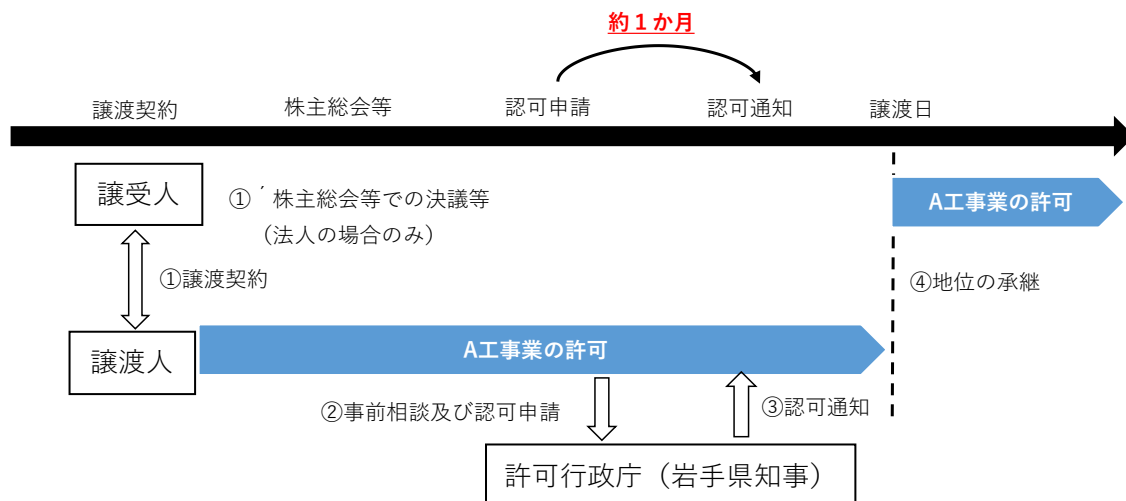 約１か月
譲渡契約
株主総会等
認可申請
認可通知
譲渡日
譲受人
①´株主総会等での決議等
（法人の場合のみ）
A工事業の許可
①譲渡契約
④地位の承継
譲渡人
A工事業の許可
②事前相談及び認可申請
③認可通知
許可行政庁（岩手県知事）